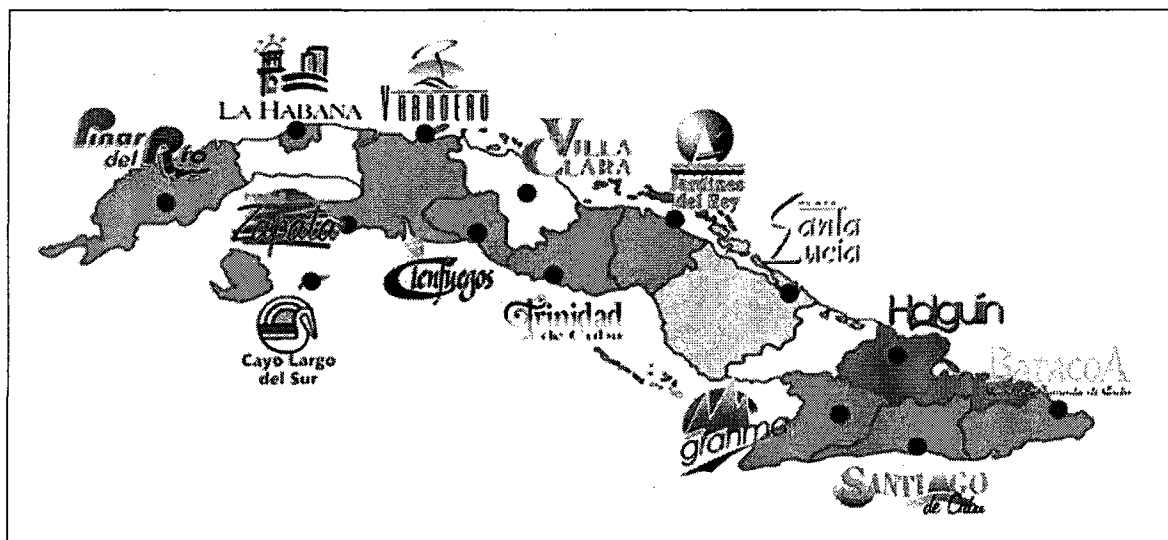 LA HABANA
VARADERO
Pinar
del Río
VILLA
CLARA
Jardines
del Rey
Santa
Lucia
Zapata
Cienfuegos
Trinidad
de Cuba
Cayo Largo
del Sur
Holguín
BaracoA
granma
SANTIAGO
de Cuba